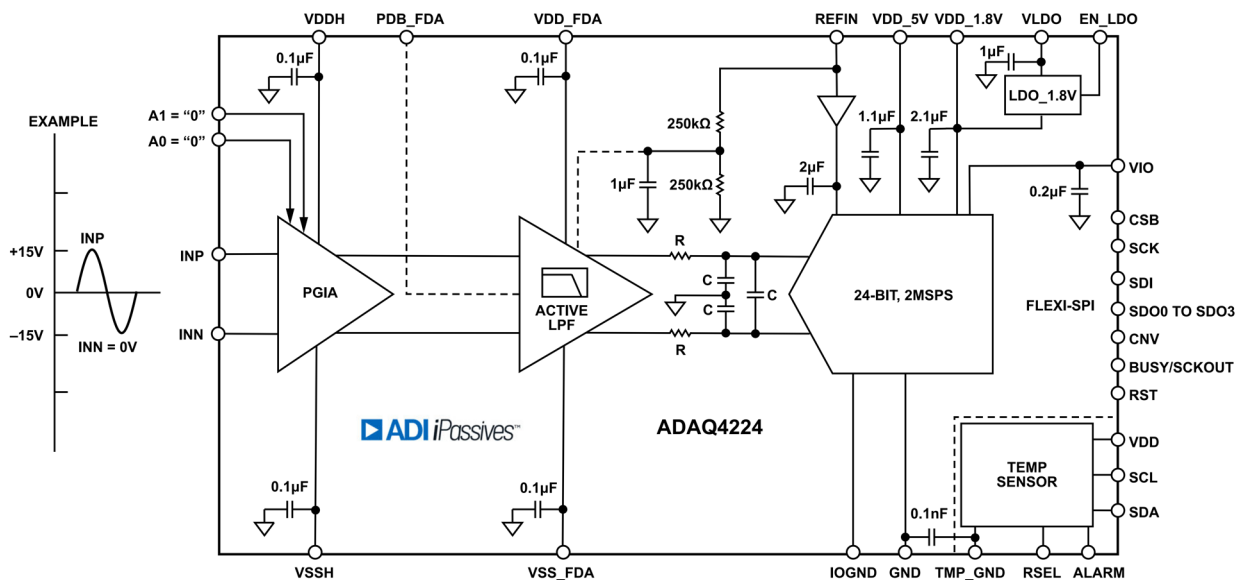 VDDH PDB_FDA VDD_FDA REFIN VDD_5V VDD_1.8V VLDO EN_LDO
0.1µF 0.1µF 1µF
LDO_1.8V
A1 = “0”
EXAMPLE
A0 = “0”
250kΩ 1.1µF 2.1µF
VIO
2µF
1µF 250kΩ 0.2µF
CSB
INP
+15V
INP
R
SCK
SDI
0V
PGIA
ACTIVE
LPF
C
C
C
24-BIT, 2MSPS
FLEXI-SPI
SDO0 TO SDO3
–15V
INN = 0V
INN
R
CNV
BUSY/SCKOUT
RST
ADI iPassives™
ADAQ4224
VDD
TEMP
SENSOR
SCL
0.1µF 0.1µF
SDA
0.1nF
VSSH VSS_FDA IOGND GND TMP_GND RSEL ALARM